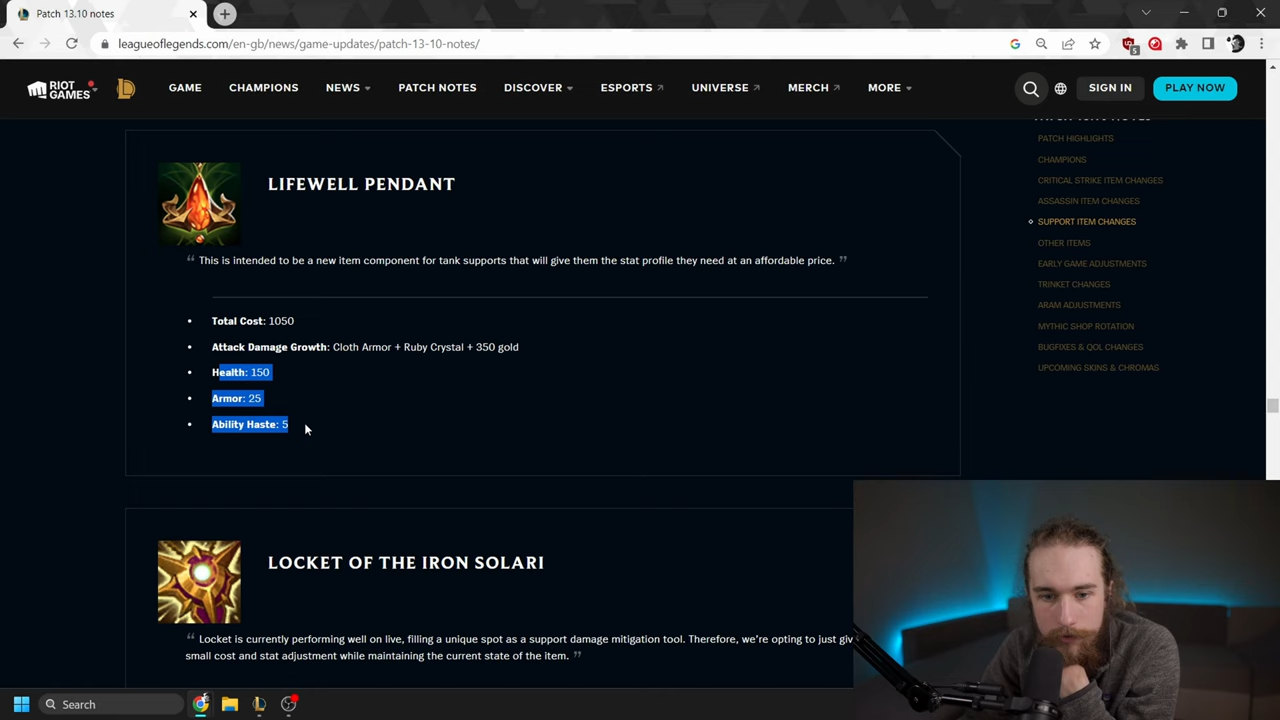 Patch 13.10 notes
leagueoflegends.com/en-gb/news/game-updates/patch-13-10-notes/
5
RIOT GAMES
GAME
CHAMPIONS
NEWS
PATCH NOTES
DISCOVER
ESPORTS
UNIVERSE
MERCH
MORE
SIGN IN
PLAY NOW
PATCH HIGHLIGHTS
CHAMPIONS
CRITICAL STRIKE ITEM CHANGES
ASSASSIN ITEM CHANGES
SUPPORT ITEM CHANGES
OTHER ITEMS
EARLY GAME ADJUSTMENTS
TRINKET CHANGES
ARAM ADJUSTMENTS
MYTHIC SHOP ROTATION
BUGFIXES & QOL CHANGES
UPCOMING SKINS & CHROMAS
LIFEWELL PENDANT
“ This is intended to be a new item component for tank supports that will give them the stat profile they need at an affordable price. ”
• Total Cost: 1050
• Attack Damage Growth: Cloth Armor + Ruby Crystal + 350 gold
• Health: 150
• Armor: 25
• Ability Haste: 5
LOCKET OF THE IRON SOLARI
“ Locket is currently performing well on live, filling a unique spot as a support damage mitigation tool. Therefore, we're opting to just giv
small cost and stat adjustment while maintaining the current state of the item. ”
Search